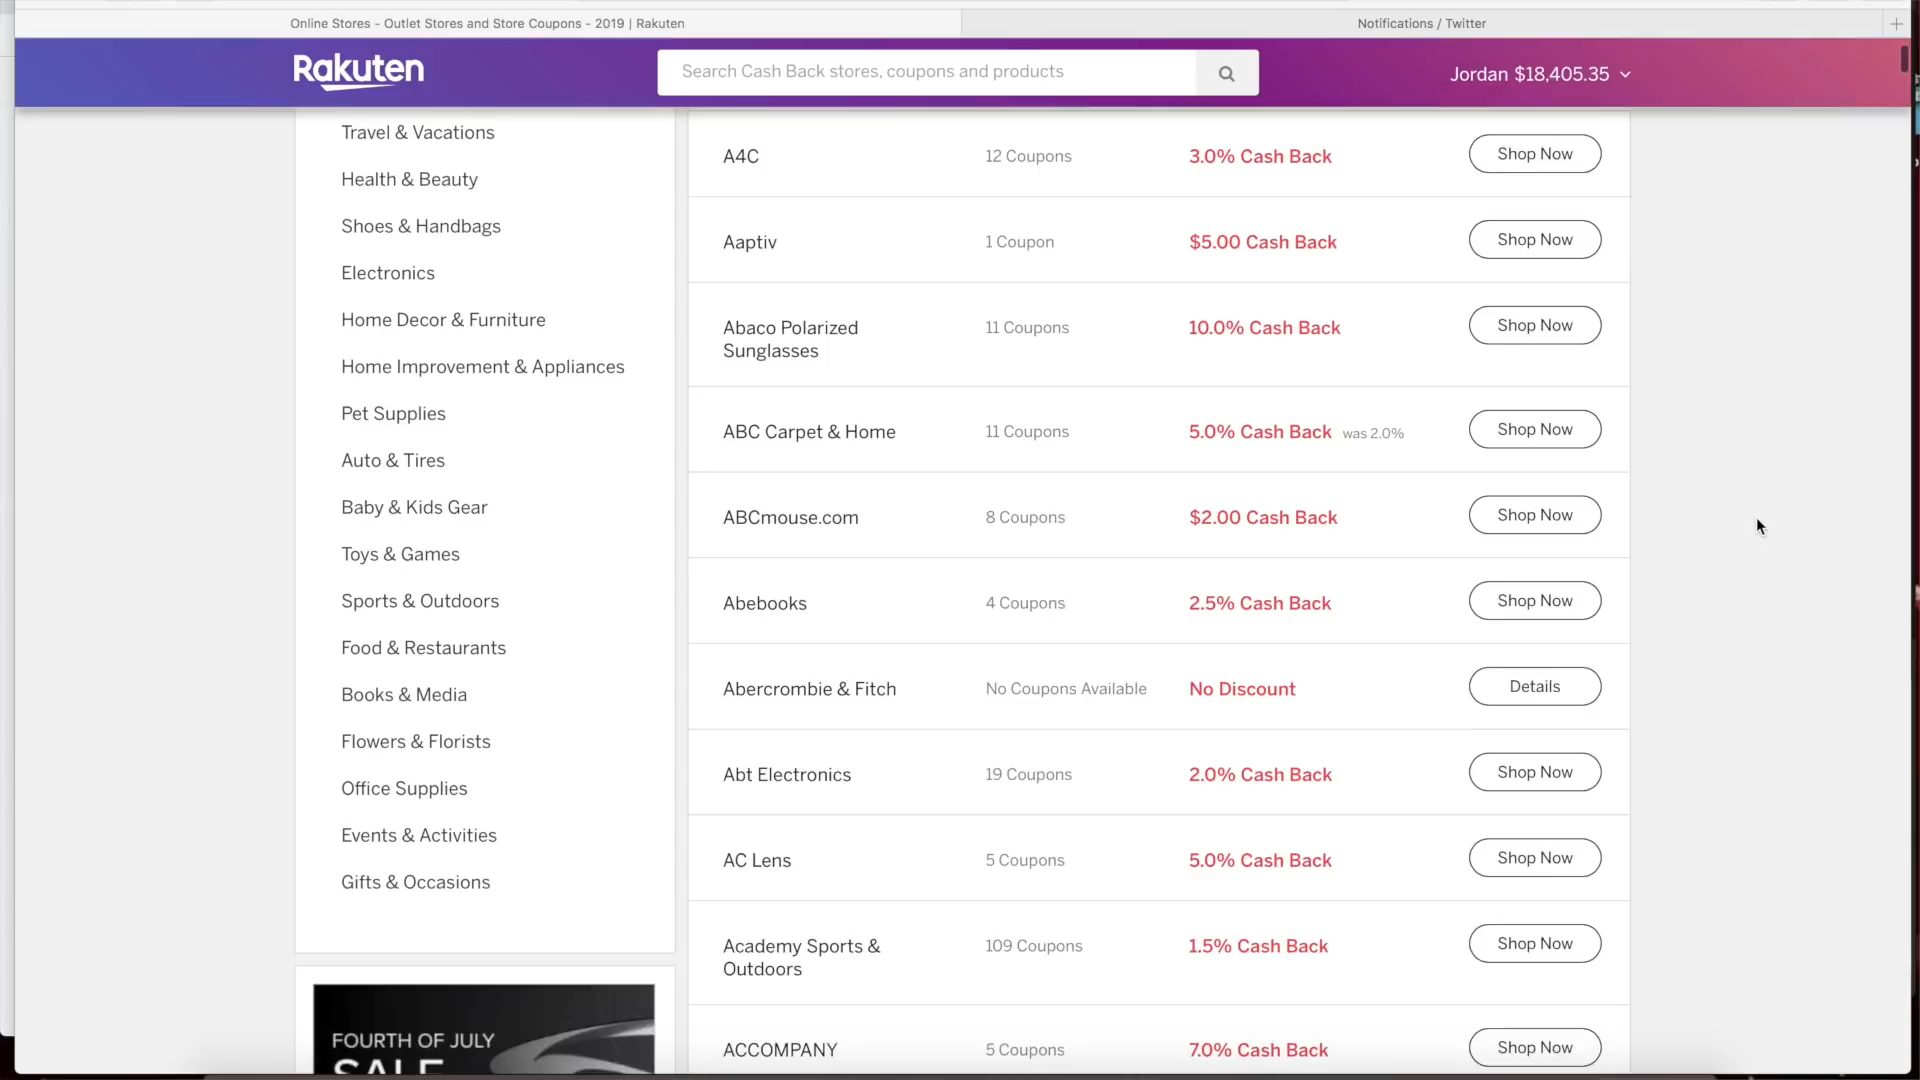 Online Stores - Outlet Stores and Store Coupons - 2019 | Rakuten
Notifications / Twitter
Rakuten
Search Cash Back stores, coupons and products
Jordan $18,405.35
Travel & Vacations
Health & Beauty
Shoes & Handbags
Electronics
Home Decor & Furniture
Home Improvement & Appliances
Pet Supplies
Auto & Tires
Baby & Kids Gear
Toys & Games
Sports & Outdoors
Food & Restaurants
Books & Media
Flowers & Florists
Office Supplies
Events & Activities
Gifts & Occasions
FOURTH OF JULY
SALE
A4C 12 Coupons 3.0% Cash Back Shop Now
Aaptiv 1 Coupon $5.00 Cash Back Shop Now
Abaco Polarized 11 Coupons 10.0% Cash Back Shop Now
Sunglasses
ABC Carpet & Home 11 Coupons 5.0% Cash Back was 2.0% Shop Now
ABCmouse.com 8 Coupons $2.00 Cash Back Shop Now
Abebooks 4 Coupons 2.5% Cash Back Shop Now
Abercrombie & Fitch No Coupons Available No Discount Details
Abt Electronics 19 Coupons 2.0% Cash Back Shop Now
AC Lens 5 Coupons 5.0% Cash Back Shop Now
Academy Sports & 109 Coupons 1.5% Cash Back Shop Now
Outdoors
ACCOMPANY 5 Coupons 7.0% Cash Back Shop Now